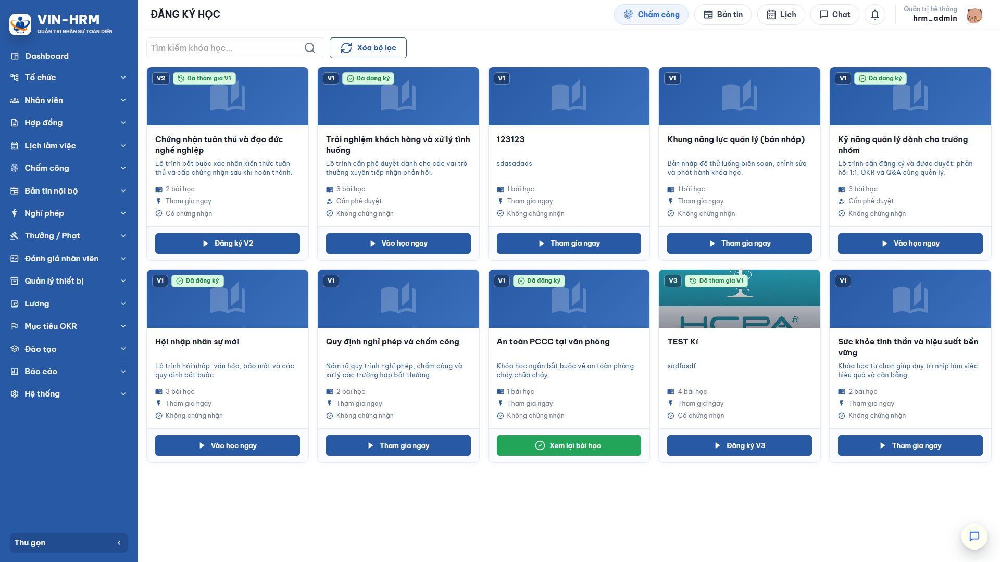 VIN-HRM
QUẢN TRỊ NHÂN SỰ TOÀN DIỆN
Dashboard
Tổ chức
Nhân viên
Hợp đồng
Lịch làm việc
Chấm công
Bản tin nội bộ
Nghỉ phép
Thưởng / Phạt
Đánh giá nhân viên
Quản lý thiết bị
Lương
Mục tiêu OKR
Đào tạo
Báo cáo
Hệ thống
Thu gọn
ĐĂNG KÝ HỌC
Chấm công
Bản tin
Lịch
Chat
Quản trị hệ thống
hrm_admin
Tìm kiếm khóa học...
Xóa bộ lọc
V2
Đã tham gia V1
Chứng nhận tuân thủ và đạo đức
nghề nghiệp
Lộ trình bắt buộc xác nhận kiến thức tuân
thủ và cấp chứng nhận sau khi hoàn thành.
2 bài học
Tham gia ngay
Có chứng nhận
Đăng ký V2
V1
Đã đăng ký
Trải nghiệm khách hàng và xử lý tình
huống
Lộ trình cần phê duyệt dành cho các vai trò
thường xuyên tiếp nhận phản hồi.
3 bài học
Cần phê duyệt
Không chứng nhận
Vào học ngay
V1
123123
sdasadads
1 bài học
Tham gia ngay
Không chứng nhận
Tham gia ngay
V1
Khung năng lực quản lý (bản nháp)
Bản nháp để thử luồng biên soạn, chỉnh sửa
và phát hành khóa học.
1 bài học
Tham gia ngay
Không chứng nhận
Tham gia ngay
V1
Đã đăng ký
Kỹ năng quản lý dành cho trưởng
nhóm
Lộ trình cần đăng ký và được duyệt: phản
hồi 1:1, OKR và Q&A cùng quản lý.
3 bài học
Cần phê duyệt
Không chứng nhận
Vào học ngay
V1
Đã đăng ký
Hội nhập nhân sự mới
Lộ trình hội nhập: văn hóa, bảo mật và các
quy định bắt buộc.
3 bài học
Tham gia ngay
Không chứng nhận
Vào học ngay
V1
Quy định nghỉ phép và chấm công
Nắm rõ quy trình nghỉ phép, chấm công và
xử lý các trường hợp bất thường.
2 bài học
Tham gia ngay
Không chứng nhận
Tham gia ngay
V1
Đã đăng ký
An toàn PCCC tại văn phòng
Khóa học ngắn bắt buộc về an toàn phòng
cháy chữa cháy.
1 bài học
Tham gia ngay
Không chứng nhận
Xem lại bài học
V3
Đã tham gia V1
HCPA®
TEST Kí
sadfasdf
4 bài học
Tham gia ngay
Có chứng nhận
Đăng ký V3
V1
Sức khỏe tinh thần và hiệu suất bền
vững
Khóa học tự chọn giúp duy trì nhịp làm việc
hiệu quả và cân bằng.
2 bài học
Tham gia ngay
Không chứng nhận
Tham gia ngay